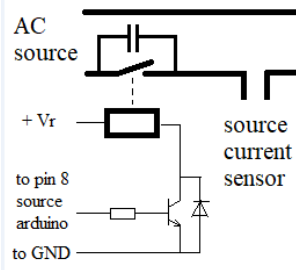 AC
source
+ Vr
source
current
sensor
to pin 8
source
arduino
to GND